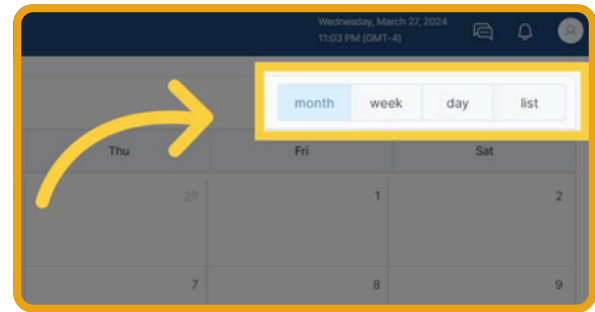 Wednesday, March 27, 2024
11:03 PM (GMT-4)
month week day list
Thu Fri Sat
29 1 2
7 8 9